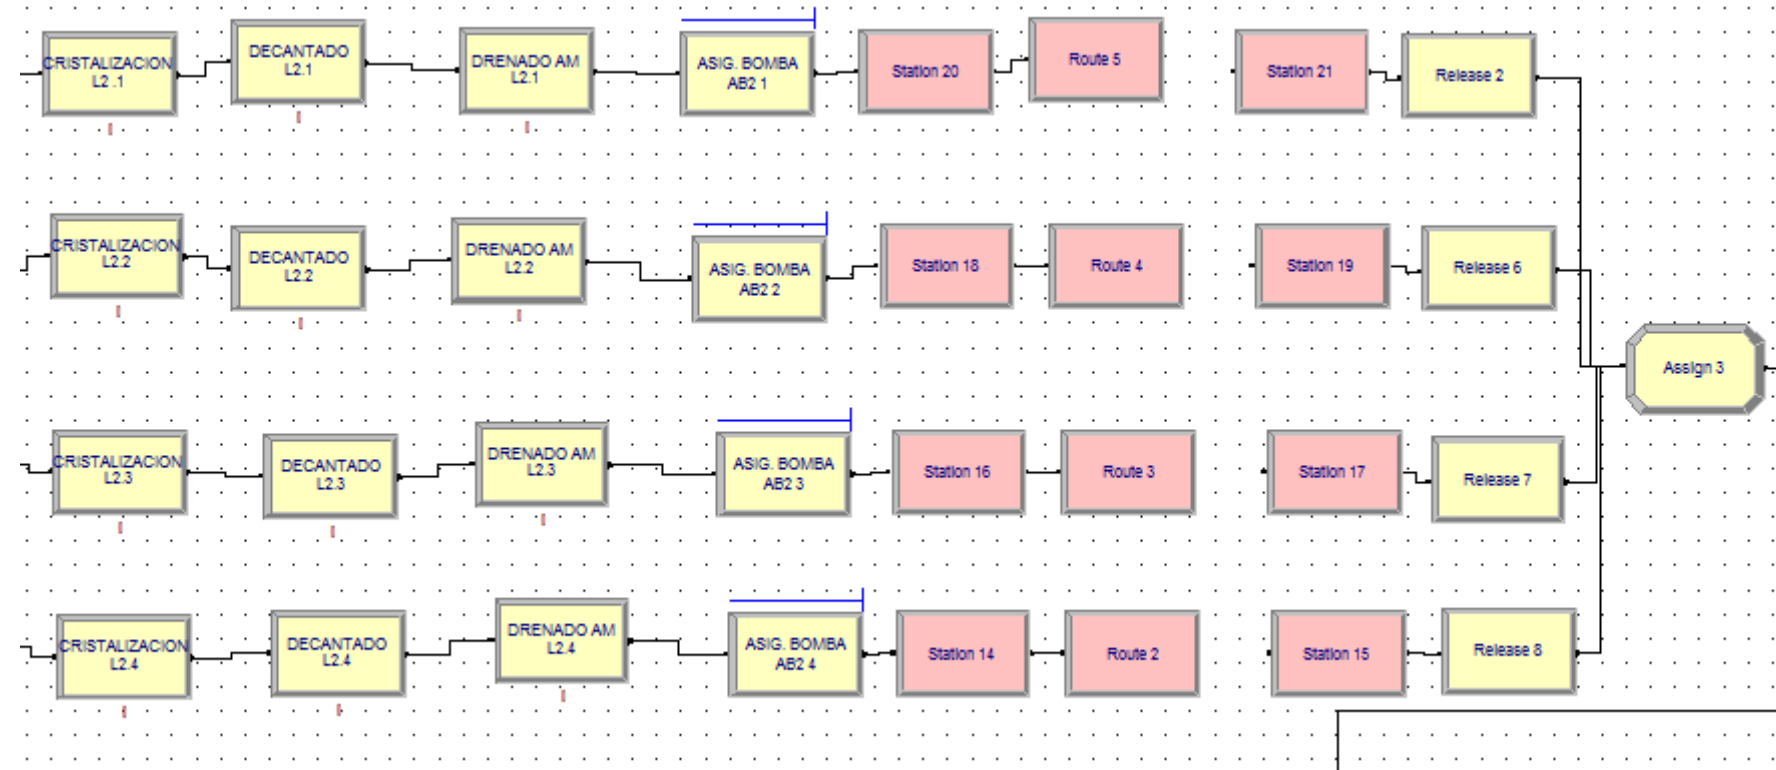 CRISTALIZACION
L2 .1
DECANTADO
L2.1
DRENADO AM
L2.1
ASIG. BOMBA
AB2 1
Station 20
Route 5
Station 21
Release 2
CRISTALIZACION
L2.2
DECANTADO
L2.2
DRENADO AM
L2.2
ASIG. BOMBA
AB2 2
Station 18
Route 4
Station 19
Release 6
Assign 3
CRISTALIZACION
L2.3
DECANTADO
L2.3
DRENADO AM
L2.3
ASIG. BOMBA
AB2 3
Station 16
Route 3
Station 17
Release 7
CRISTALIZACION
L2.4
DECANTADO
L2.4
DRENADO AM
L2.4
ASIG. BOMBA
AB2 4
Station 14
Route 2
Station 15
Release 8